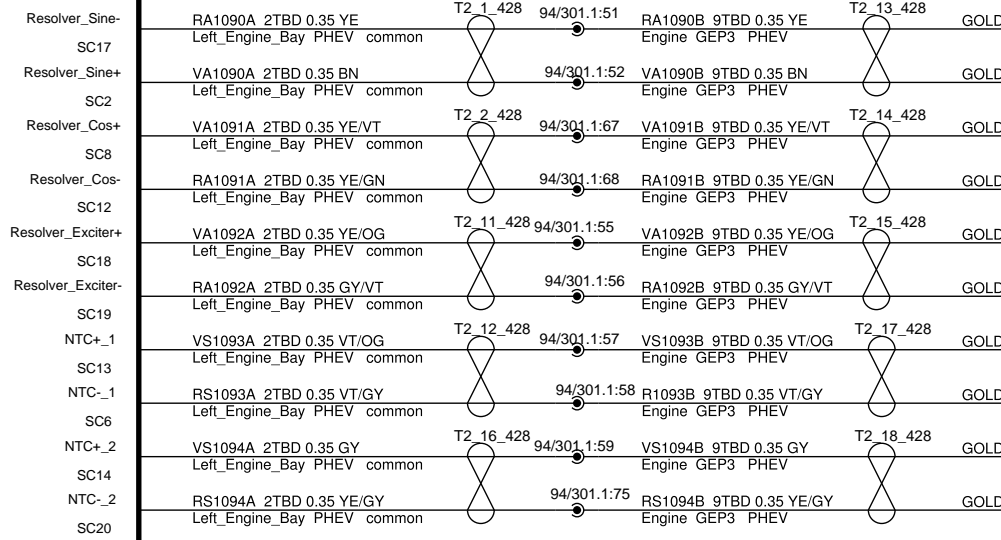 T2_1_428 94/301.1:51 T2_13_428
Resolver_Sine- RA1090A 2TBD 0.35 YE RA1090B 9TBD 0.35 YE GOLD
Left_Engine_Bay PHEV common Engine GEP3 PHEV
SC17
Resolver_Sine+ VA1090A 2TBD 0.35 BN 94/301.1:52 VA1090B 9TBD 0.35 BN GOLD
Left_Engine_Bay PHEV common Engine GEP3 PHEV
SC2
T2_2_428 T2_14_428
Resolver_Cos+ VA1091A 2TBD 0.35 YE/VT 94/301.1:67 VA1091B 9TBD 0.35 YE/VT GOLD
Left_Engine_Bay PHEV common Engine GEP3 PHEV
SC8
Resolver_Cos- RA1091A 2TBD 0.35 YE/GN 94/301.1:68 RA1091B 9TBD 0.35 YE/GN GOLD
Left_Engine_Bay PHEV common Engine GEP3 PHEV
SC12
T2_11_428 94/301.1:55 T2_15_428
Resolver_Exciter+ VA1092A 2TBD 0.35 YE/OG VA1092B 9TBD 0.35 YE/OG GOLD
Left_Engine_Bay PHEV common Engine GEP3 PHEV
SC18
Resolver_Exciter- RA1092A 2TBD 0.35 GY/VT 94/301.1:56 RA1092B 9TBD 0.35 GY/VT GOLD
Left_Engine_Bay PHEV common Engine GEP3 PHEV
SC19
T2_12_428 T2_17_428
NTC+_1 VS1093A 2TBD 0.35 VT/OG 94/301.1:57 VS1093B 9TBD 0.35 VT/OG GOLD
Left_Engine_Bay PHEV common Engine GEP3 PHEV
SC13
NTC-_1 RS1093A 2TBD 0.35 VT/GY 94/301.1:58 R1093B 9TBD 0.35 VT/GY GOLD
Left_Engine_Bay PHEV common Engine GEP3 PHEV
SC6
T2_16_428 T2_18_428
NTC+_2 VS1094A 2TBD 0.35 GY 94/301.1:59 VS1094B 9TBD 0.35 GY GOLD
Left_Engine_Bay PHEV common Engine GEP3 PHEV
SC14
NTC-_2 RS1094A 2TBD 0.35 YE/GY 94/301.1:75 RS1094B 9TBD 0.35 YE/GY GOLD
Left_Engine_Bay PHEV common Engine GEP3 PHEV
SC20